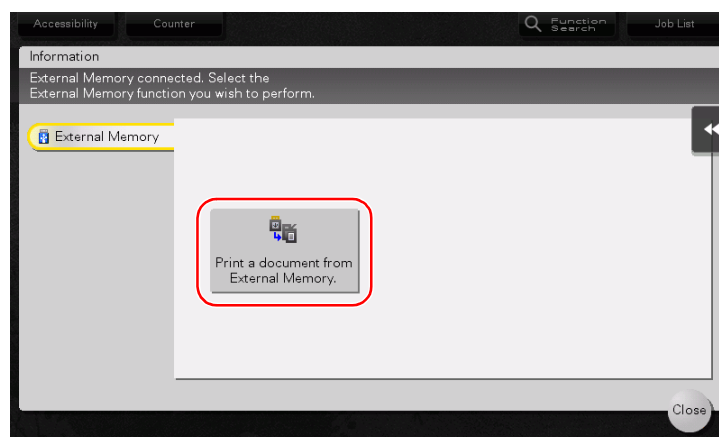 Accessibility Counter Function Search Job List
Information
External Memory connected. Select the
External Memory function you wish to perform.
External Memory
Print a document from
External Memory.
Close